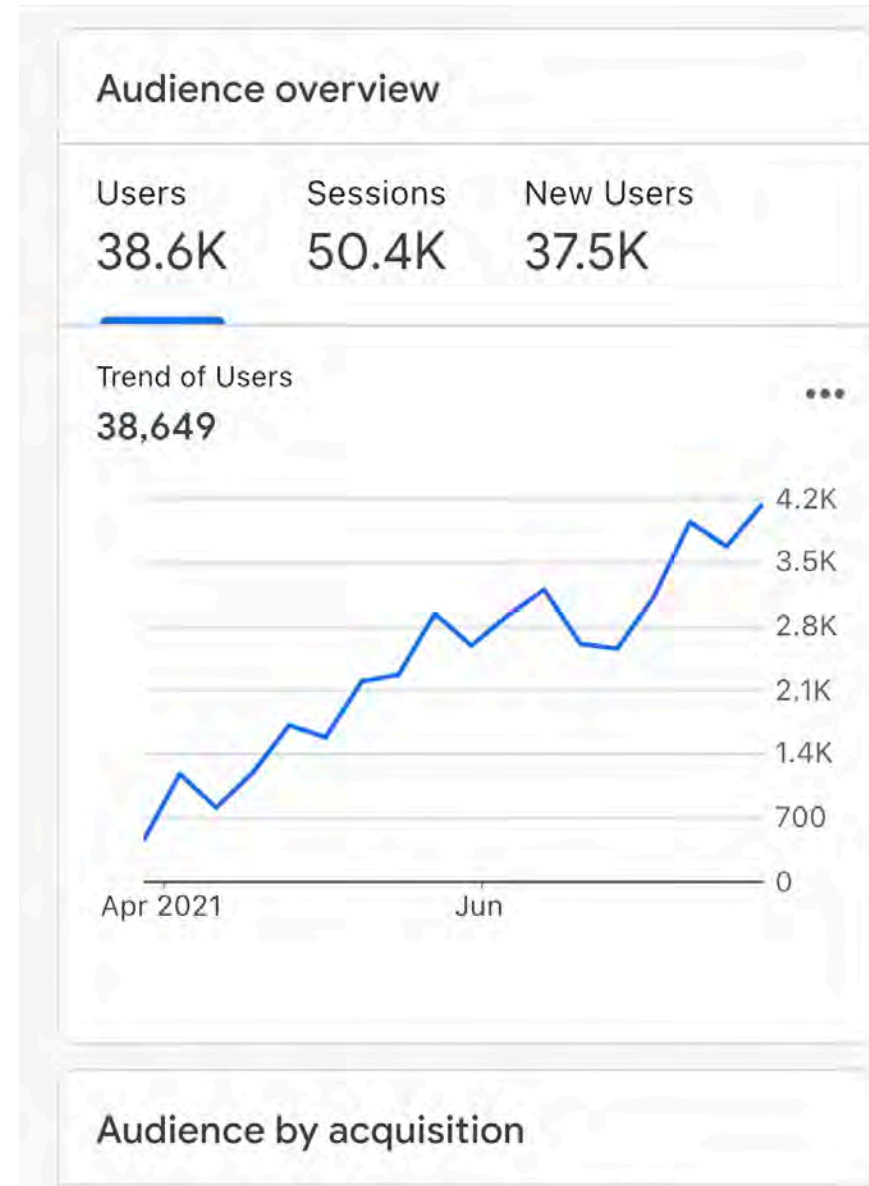 Audience overview
Users Sessions New Users
38.6K 50.4K 37.5K
Trend of Users
38,649
4.2K
3.5K
2.8K
2.1K
1.4K
700
0
Apr 2021 Jun
Audience by acquisition